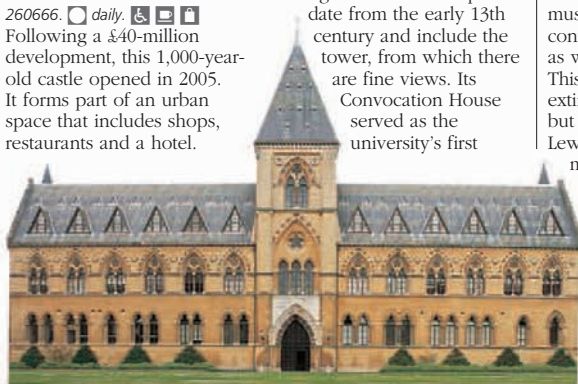 260666. daily.
Following a £40-million
development, this 1,000-year-
old castle opened in 2005.
It forms part of an urban
space that includes shops,
restaurants and a hotel.
date from the early 13th
century and include the
tower, from which there
are fine views. Its
Convocation House
served as the
university's first
mus
con
as w
This
exti
but
Lew